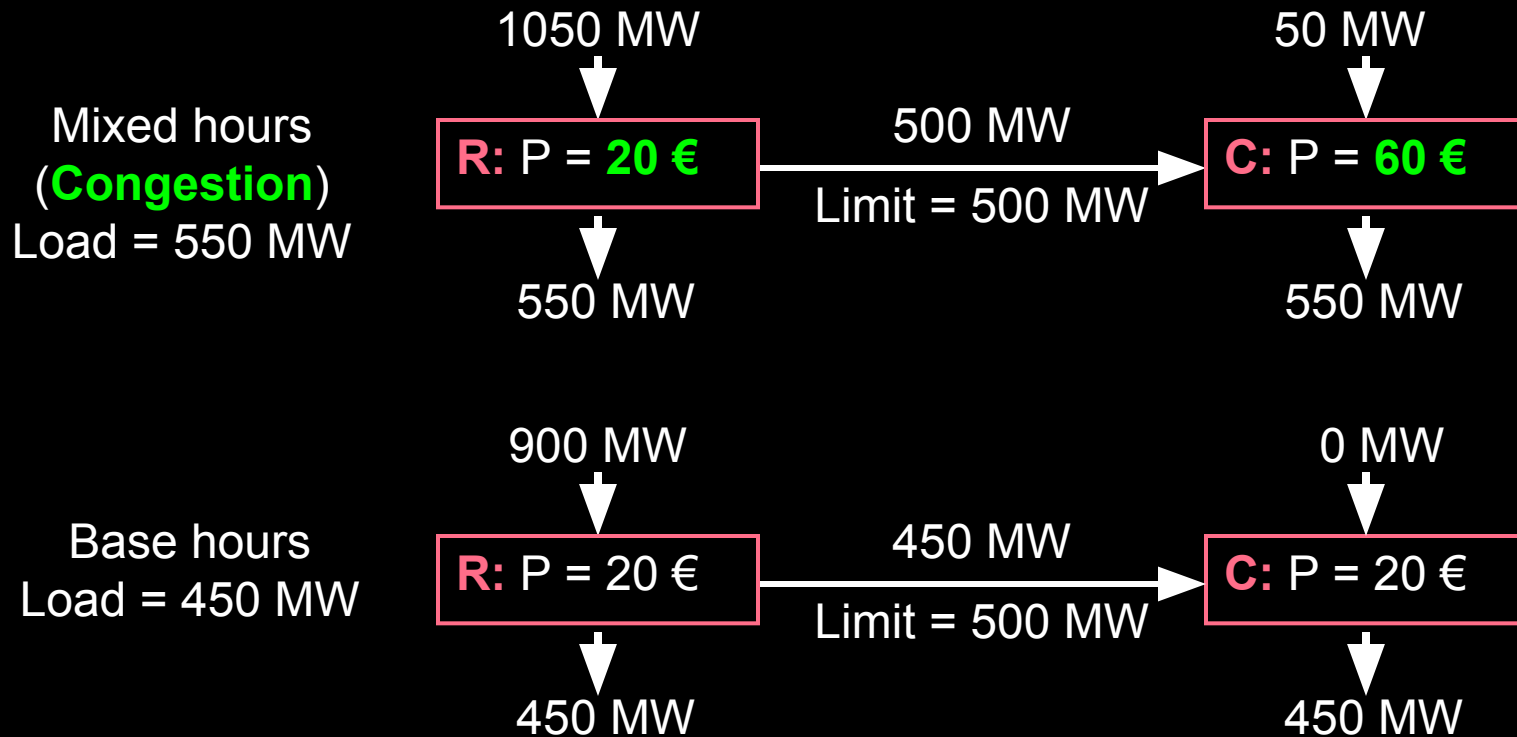 1050 MW
50 MW
Mixed hours
(Congestion)
Load = 550 MW
R: P = 20 €
500 MW
Limit = 500 MW
C: P = 60 €
550 MW
550 MW
900 MW
0 MW
Base hours
Load = 450 MW
R: P = 20 €
450 MW
Limit = 500 MW
C: P = 20 €
450 MW
450 MW